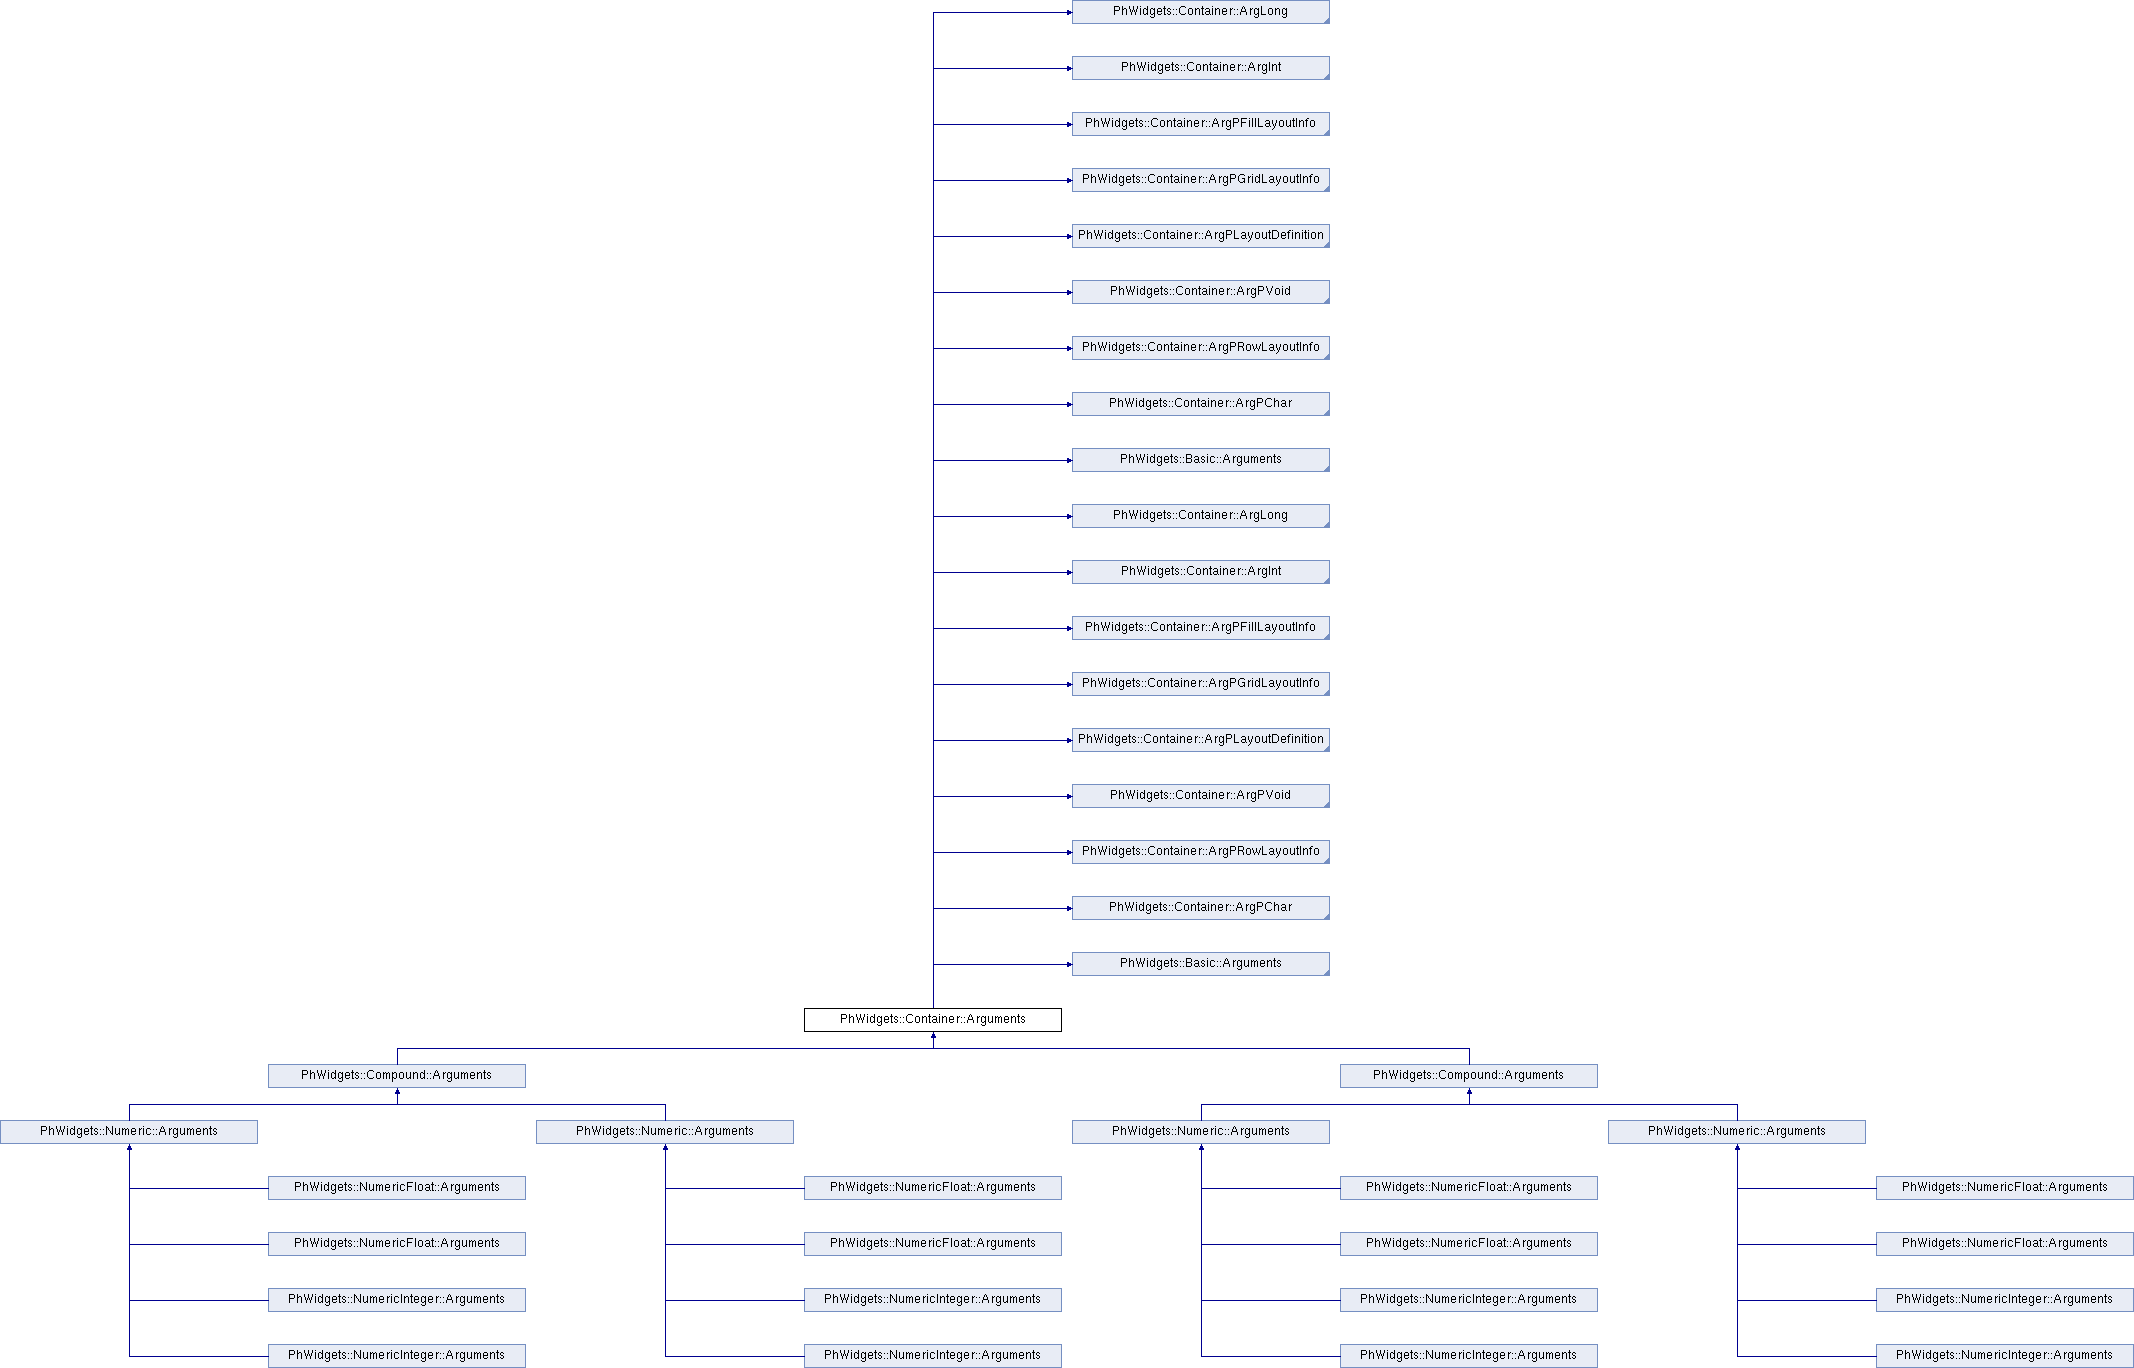 PhWidgets::Container::ArgLong
PhWidgets::Container::ArgInt
PhWidgets::Container::ArgPFillLayoutInfo
PhWidgets::Container::ArgPGridLayoutInfo
PhWidgets::Container::ArgPLayoutDefinition
PhWidgets::Container::ArgPVoid
PhWidgets::Container::ArgPRowLayoutInfo
PhWidgets::Container::ArgPChar
PhWidgets::Basic::Arguments
PhWidgets::Container::ArgLong
PhWidgets::Container::ArgInt
PhWidgets::Container::ArgPFillLayoutInfo
PhWidgets::Container::ArgPGridLayoutInfo
PhWidgets::Container::ArgPLayoutDefinition
PhWidgets::Container::ArgPVoid
PhWidgets::Container::ArgPRowLayoutInfo
PhWidgets::Container::ArgPChar
PhWidgets::Basic::Arguments
PhWidgets::Container::Arguments
PhWidgets::Compound::Arguments
PhWidgets::Compound::Arguments
PhWidgets::Numeric::Arguments
PhWidgets::Numeric::Arguments
PhWidgets::Numeric::Arguments
PhWidgets::Numeric::Arguments
PhWidgets::NumericFloat::Arguments
PhWidgets::NumericFloat::Arguments
PhWidgets::NumericFloat::Arguments
PhWidgets::NumericFloat::Arguments
PhWidgets::NumericFloat::Arguments
PhWidgets::NumericFloat::Arguments
PhWidgets::NumericFloat::Arguments
PhWidgets::NumericFloat::Arguments
PhWidgets::NumericInteger::Arguments
PhWidgets::NumericInteger::Arguments
PhWidgets::NumericInteger::Arguments
PhWidgets::NumericInteger::Arguments
PhWidgets::NumericInteger::Arguments
PhWidgets::NumericInteger::Arguments
PhWidgets::NumericInteger::Arguments
PhWidgets::NumericInteger::Arguments